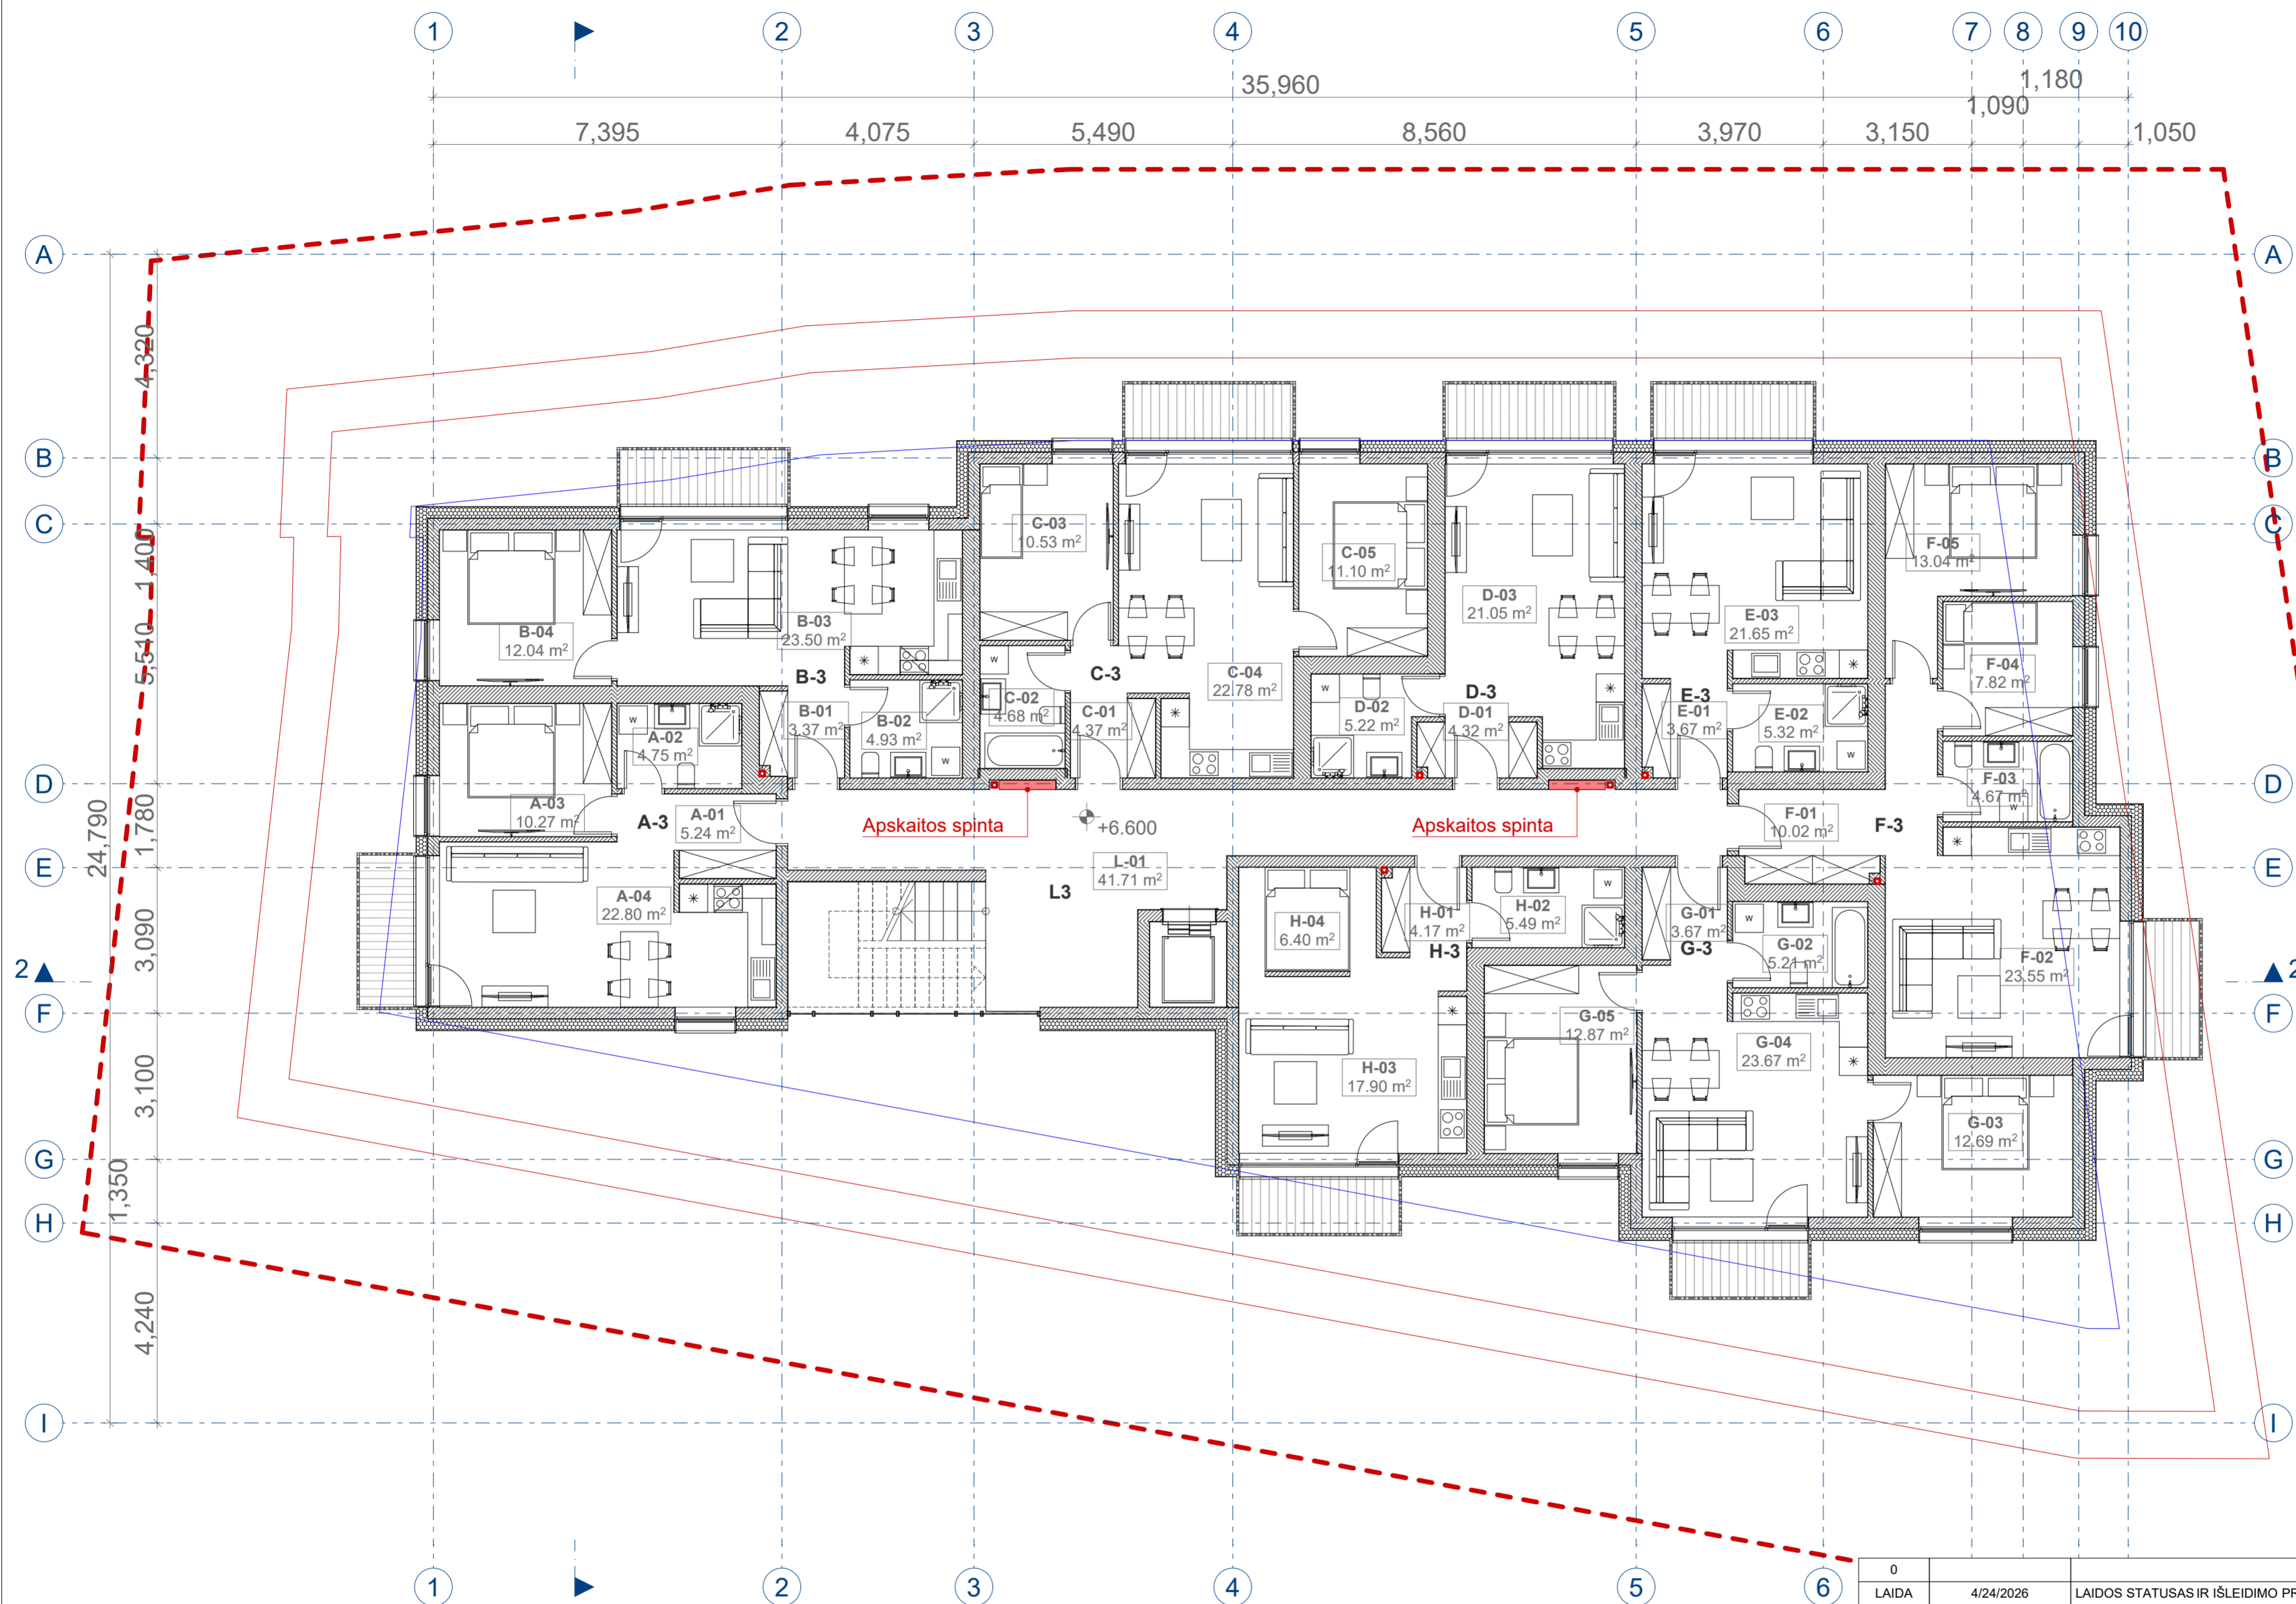 1 2 3 4 5 6 7 8 9 10
35,960
1,180
1,090
7,395 4,075 5,490 8,560 3,970 3,150 1,050
A A
4,320
B B
C C
1,400
C-03
10.53 m²
C-05
11.10 m²
F-05
13.04 m²
D-03
21.05 m²
B-04
12.04 m²
B-03
23.50 m²
E-03
21.65 m²
5,510
F-04
7.82 m²
B-3
C-3
C-04
22.78 m²
D-3
E-3
W
C-02
4.68 m²
C-01
4.37 m²
W
D-02
5.22 m²
D-01
4.32 m²
E-01
3.67 m²
E-02
5.32 m²
W
B-01
3.37 m²
B-02
4.93 m²
W
W
A-02
4.75 m²
D D
F-03
4.67 m²
W
24,790
1,780
A-03
10.27 m²
A-3
A-01
5.24 m²
Apskaitos spinta
+6.600
Apskaitos spinta
F-01
10.02 m²
F-3
E E
L-01
41.71 m²
L3
A-04
22.80 m²
H-04
6.40 m²
H-01
4.17 m²
H-02
5.49 m²
W
H-3
G-01
3.67 m²
G-3
W
G-02
5.21 m²
F-02
23.55 m²
3,090
2 2
F F
G-05
12.87 m²
G-04
23.67 m²
H-03
17.90 m²
3,100
G-03
12.69 m²
G G
1,350
H H
4,240
I I
1 2 3 4 5 6
0
LAIDA 4/24/2026 LAIDOS STATUSAS IR IŠLEIDIMO PR